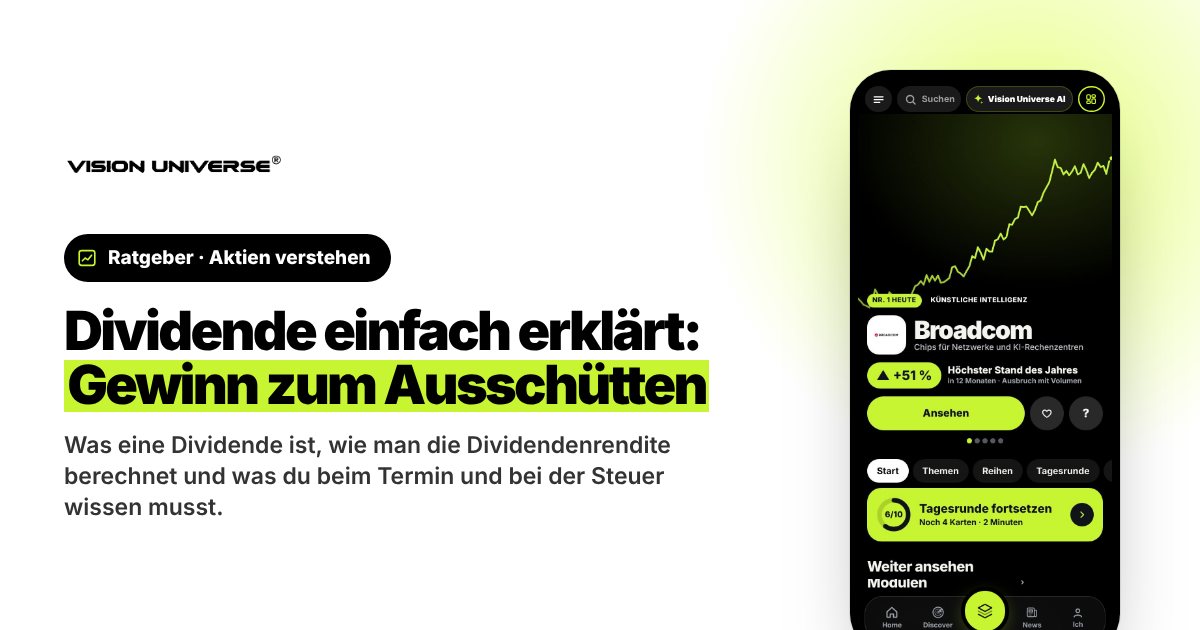 VISION UNIVERSE®
Ratgeber · Aktien verstehen
Dividende einfach erklärt:
Gewinn zum Ausschütten
Was eine Dividende ist, wie man die Dividendenrendite
berechnet und was du beim Termin und bei der Steuer
wissen musst.
Suchen
Vision Universe AI
NR. 1 HEUTE
KÜNSTLICHE INTELLIGENZ
BROADCOM
Broadcom
Chips für Netzwerke und KI-Rechenzentren
▲ +51 %
Höchster Stand des Jahres
In 12 Monaten · Ausbruch mit Volumen
Ansehen
?
Start
Themen
Reihen
Tagesrunde
6/10
Tagesrunde fortsetzen
Noch 4 Karten · 2 Minuten
Weiter ansehen
Modulen
Home
Discover
News
Ich